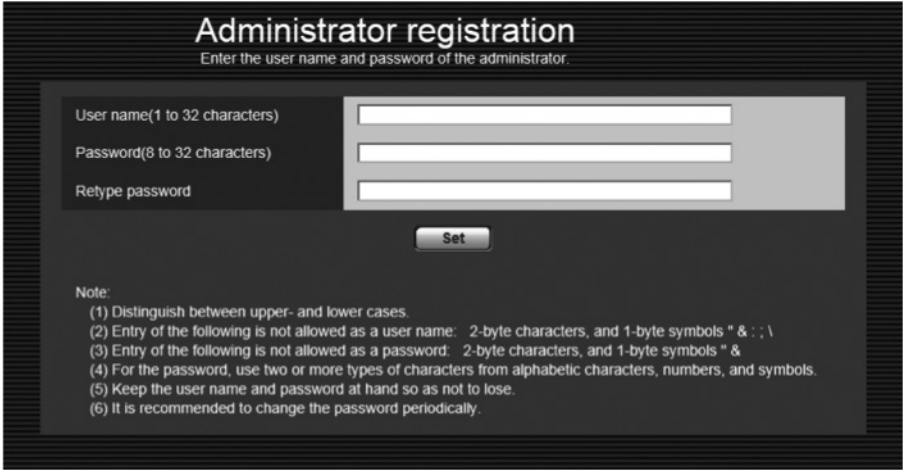 Administrator registration
Enter the user name and password of the administrator.
User name(1 to 32 characters)
Password(8 to 32 characters)
Retype password
Set
Note:
(1) Distinguish between upper- and lower cases.
(2) Entry of the following is not allowed as a user name: 2-byte characters, and 1-byte symbols " & : ; \
(3) Entry of the following is not allowed as a password: 2-byte characters, and 1-byte symbols " &
(4) For the password, use two or more types of characters from alphabetic characters, numbers, and symbols.
(5) Keep the user name and password at hand so as not to lose.
(6) It is recommended to change the password periodically.